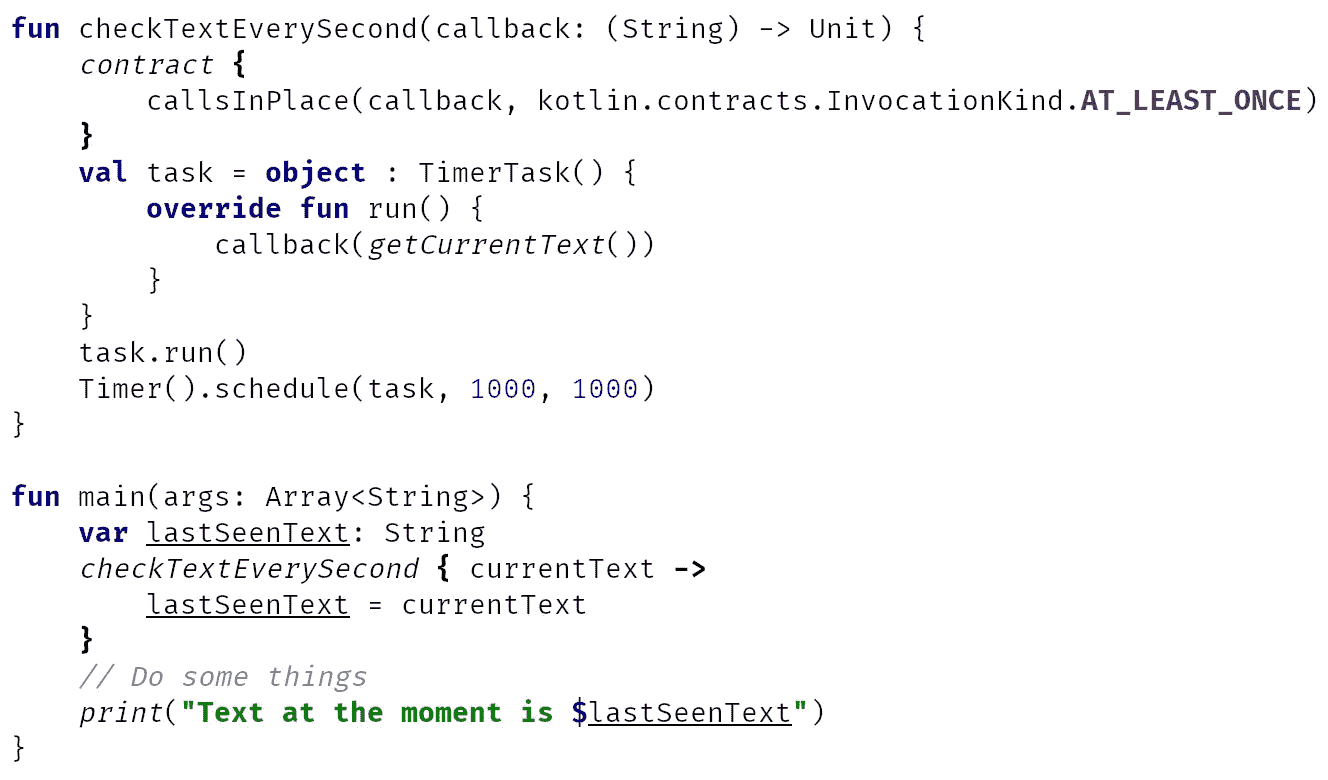 fun checkTextEverySecond(callback: (String) -> Unit) {
    contract {
        callsInPlace(callback, kotlin.contracts.InvocationKind.AT_LEAST_ONCE)
    }
    val task = object : TimerTask() {
        override fun run() {
            callback(getCurrentText())
        }
    }
    task.run()
    Timer().schedule(task, 1000, 1000)
}

fun main(args: Array<String>) {
    var lastSeenText: String
    checkTextEverySecond { currentText ->
        lastSeenText = currentText
    }
    // Do some things
    print("Text at the moment is $lastSeenText")
}